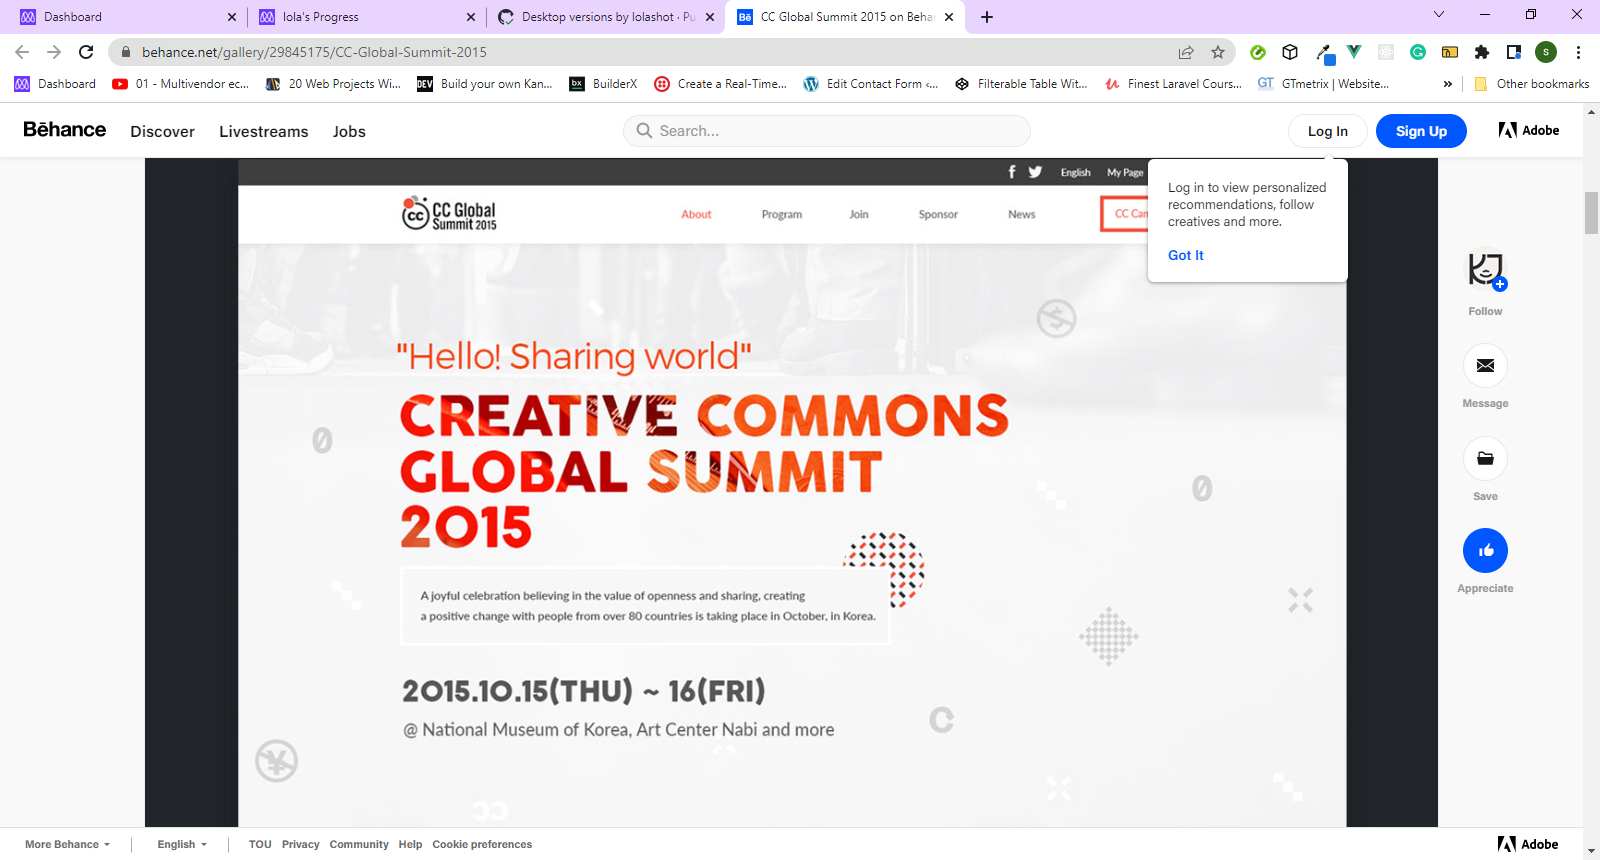 Dashboard
lola's Progress
Desktop versions by lolashot · Pu
CC Global Summit 2015 on Beha
behance.net/gallery/29845175/CC-Global-Summit-2015
S
Dashboard
01 - Multivendor ec...
20 Web Projects Wi...
DEV
Build your own Kan...
bx
BuilderX
Create a Real-Time...
Edit Contact Form ‹...
Filterable Table Wit...
Finest Laravel Cours...
GT
GTmetrix | Website...
»
Other bookmarks
Bēhance
Discover
Livestreams
Jobs
Search...
Log In
Sign Up
Adobe
English
My Page
Log in to view personalized
recommendations, follow
creatives and more.
Got It
cc
CC Global
Summit 2015
About
Program
Join
Sponsor
News
CC Cam
Follow
Message
Save
Appreciate
"Hello! Sharing world"
CREATIVE COMMONS
GLOBAL SUMMIT
2015
A joyful celebration believing in the value of openness and sharing, creating
a positive change with people from over 80 countries is taking place in October, in Korea.
2015.10.15(THU) ~ 16(FRI)
@ National Museum of Korea, Art Center Nabi and more
More Behance
English
TOU
Privacy
Community
Help
Cookie preferences
Adobe